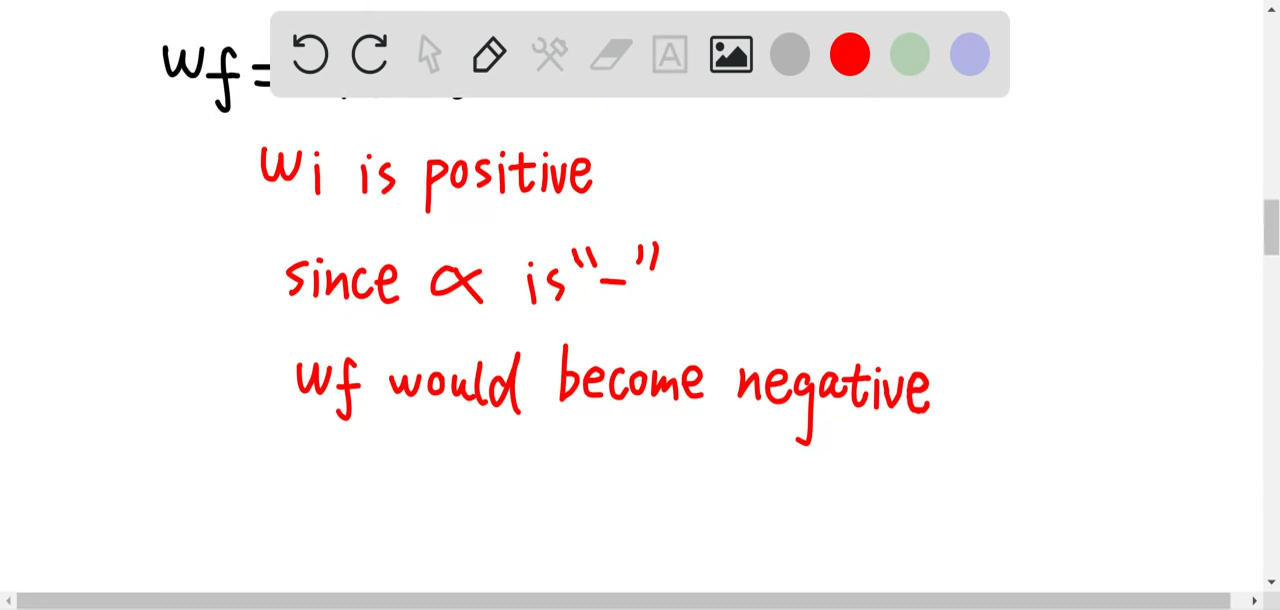 wf =
wi is positive
since α is "-"
wf would become negative
A